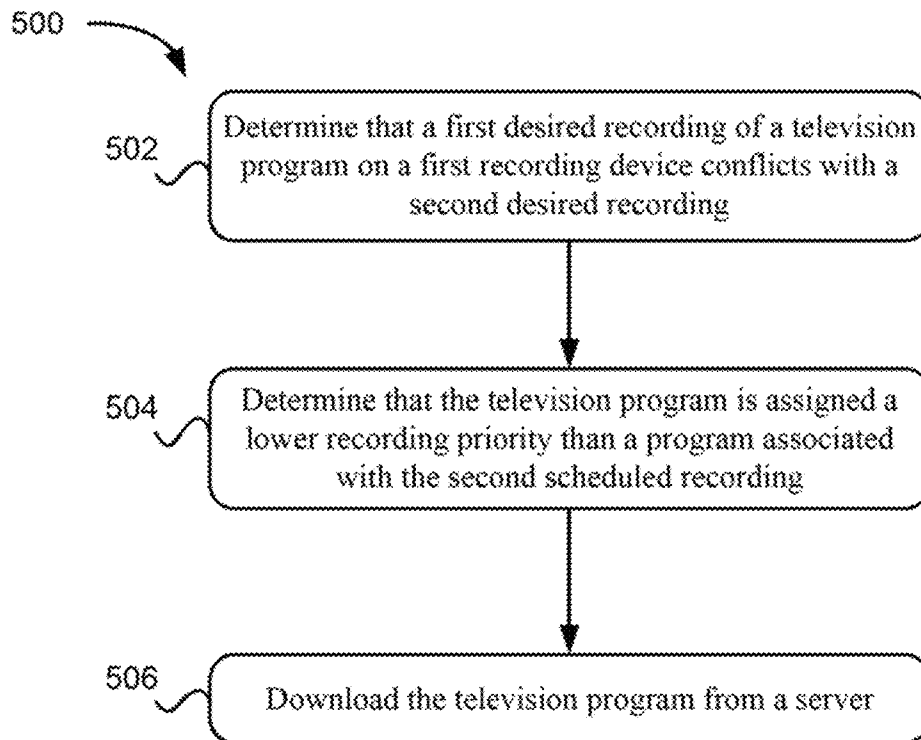 500
502
Determine that a first desired recording of a television
program on a first recording device conflicts with a
second desired recording
504
Determine that the television program is assigned a
lower recording priority than a program associated
with the second scheduled recording
506
Download the television program from a server